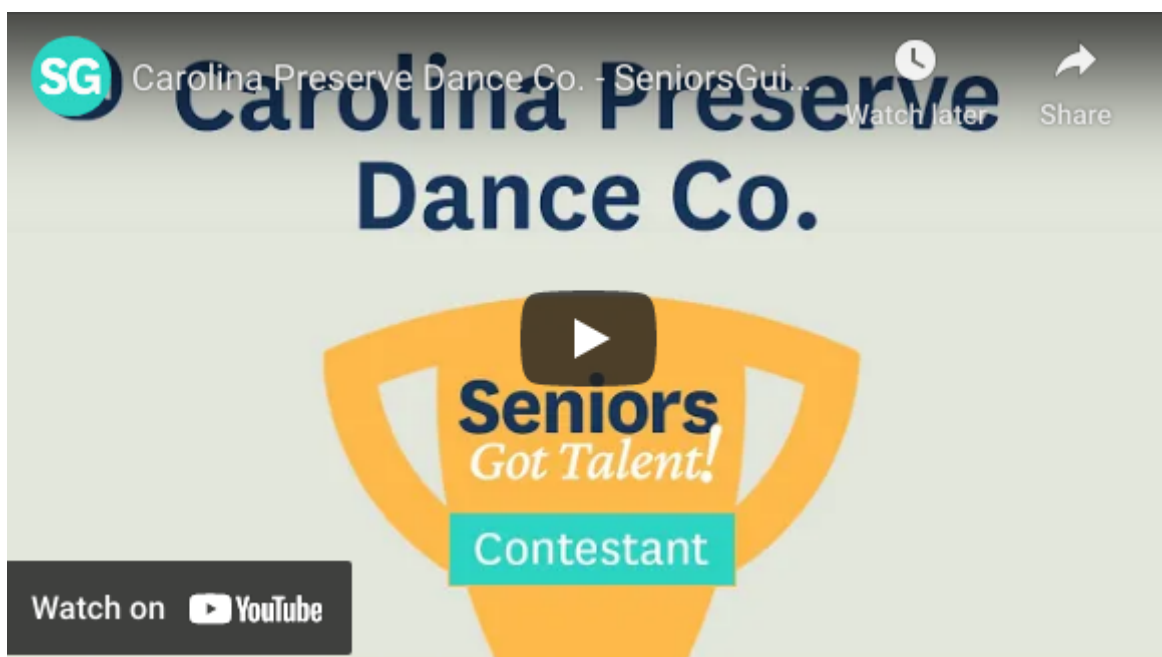 SG
Carolina Preserve Dance Co. - SeniorsGui...
Watch later
Share
Carolina Preserve
Dance Co.
Seniors
Got Talent!
Contestant
Watch on YouTube